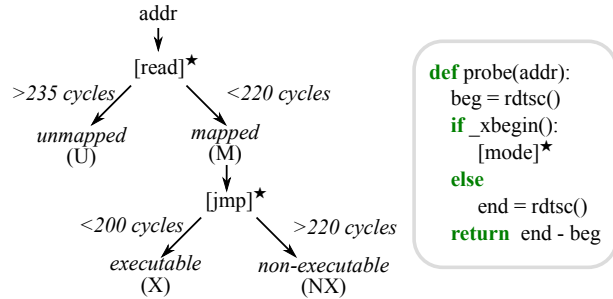 addr
[read]★
>235 cycles <220 cycles
unmapped mapped
(U) (M)
[jmp]★
<200 cycles >220 cycles
executable non-executable
(X) (NX)
def probe(addr):
beg = rdtsc()
if _xbegin():
[mode]★
else
end = rdtsc()
return end - beg